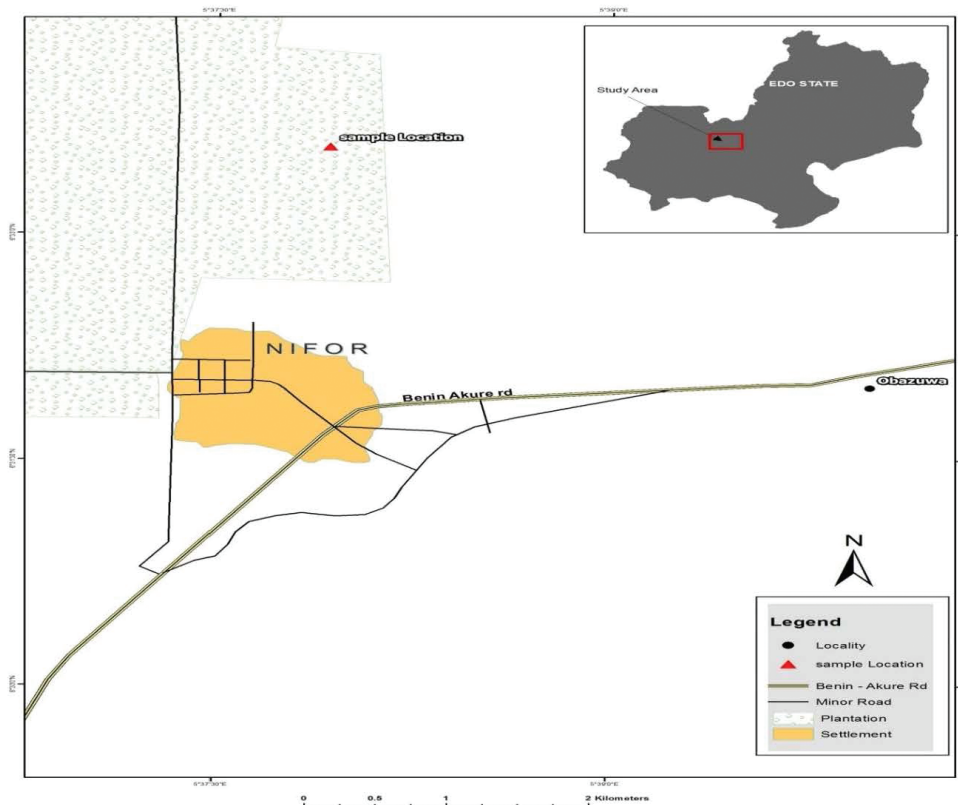 5°37'30"E
5°39'0"E
EDO STATE
Study Area
sample Location
NIFOR
Benin Akure rd
Obazuwa
N
Legend
Locality
sample Location
Benin - Akure Rd
Minor Road
Plantation
Settlement
5°37'30"E
5°39'0"E
0 0.5 1 2 Kilometers